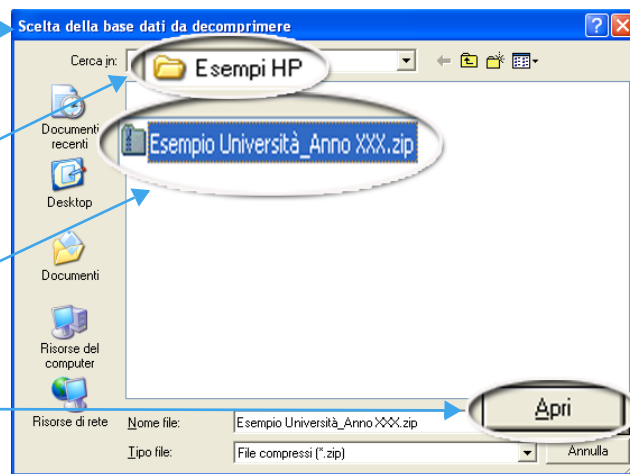 Scelta della base dati da decomprimere
Cerca in:
Esempi HP
Documenti
recenti
Esempio Università_Anno XXX.zip
Desktop
Documenti
Risorse del
computer
Risorse di rete
Nome file:
Esempio Università_Anno XXX.zip
Apri
Tipo file:
File compressi (*.zip)
Annulla